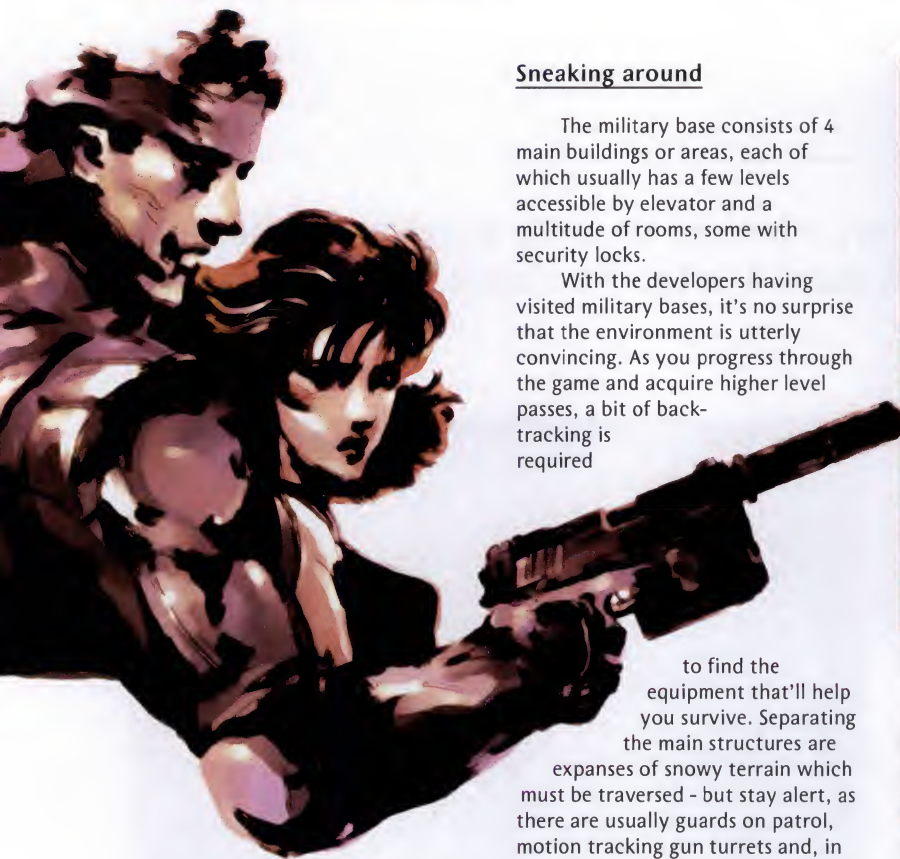 Sneaking around
The military base consists of 4
main buildings or areas, each of
which usually has a few levels
accessible by elevator and a
multitude of rooms, some with
security locks.
With the developers having
visited military bases, it's no surprise
that the environment is utterly
convincing. As you progress through
the game and acquire higher level
passes, a bit of back-
tracking is
required
to find the
equipment that'll help
you survive. Separating
the main structures are
expanses of snowy terrain which
must be traversed - but stay alert, as
there are usually guards on patrol,
motion tracking gun turrets and, in